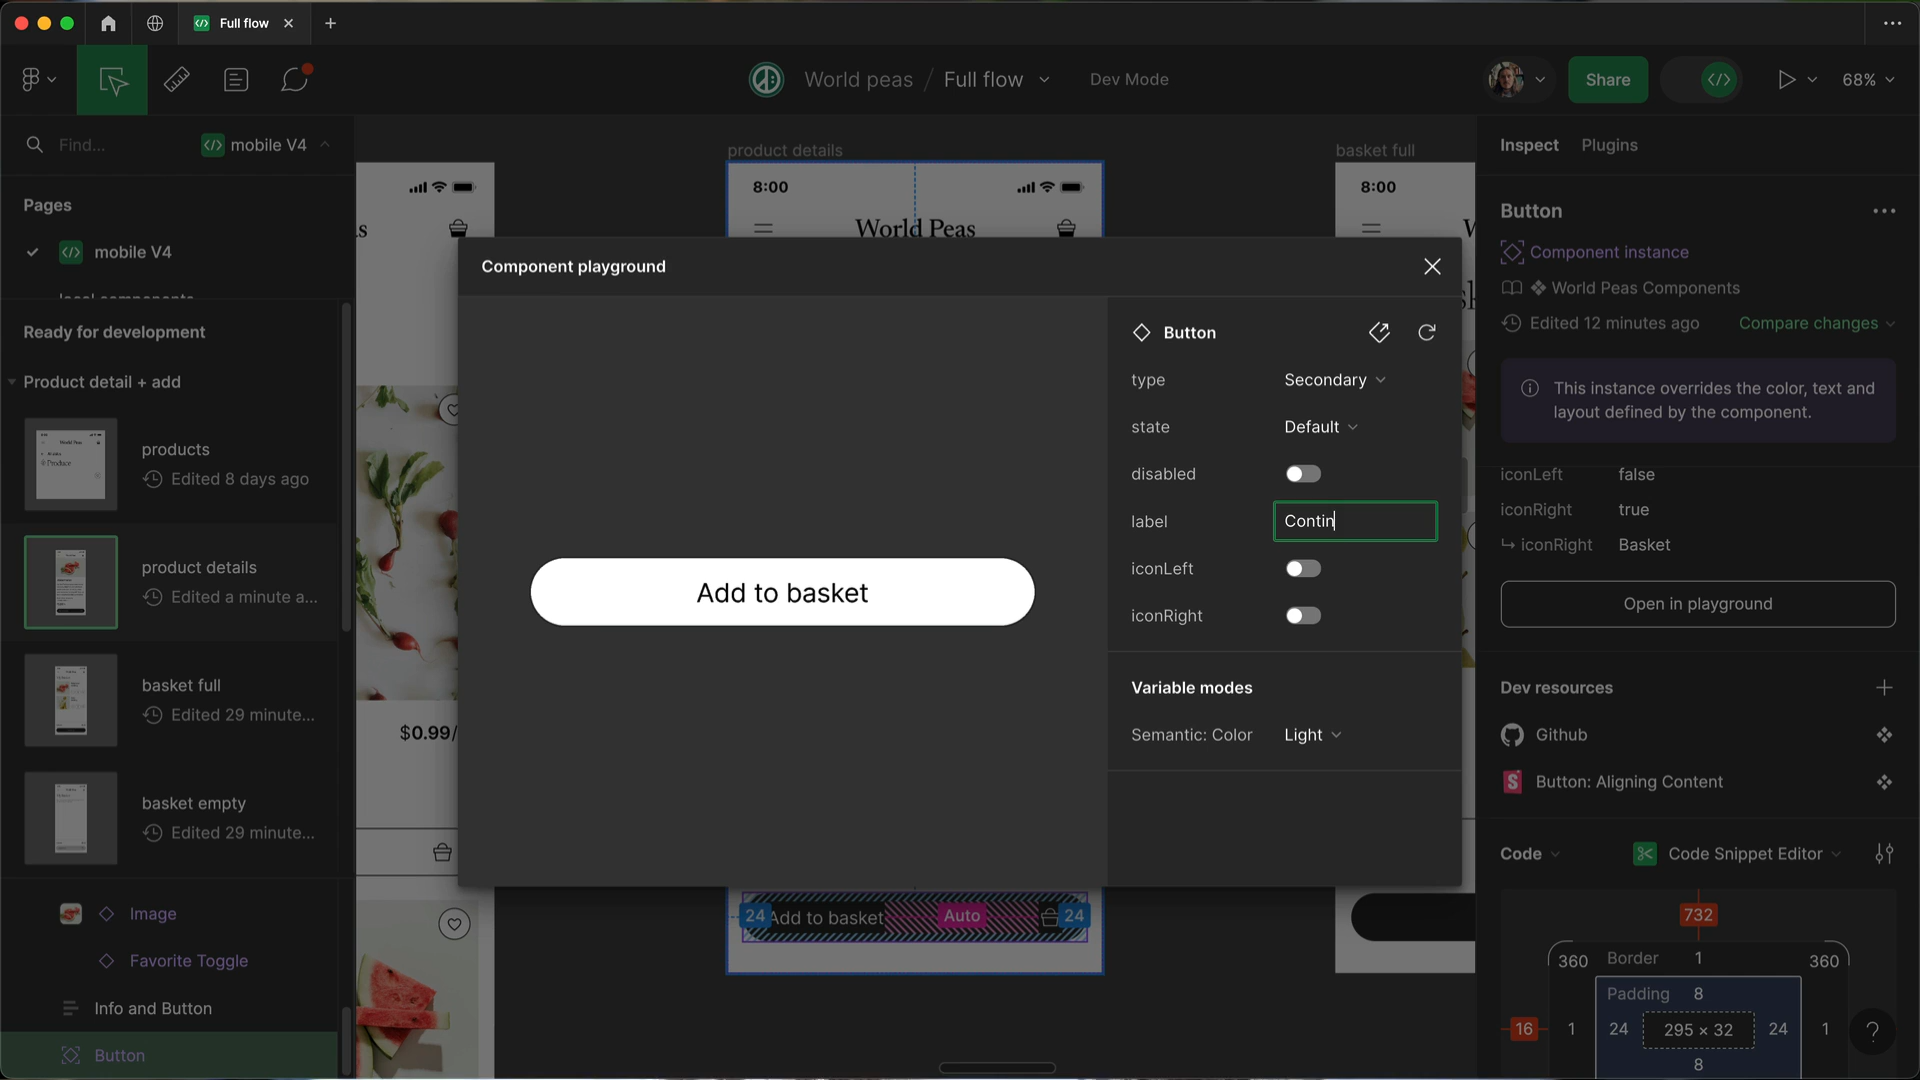 Full flow
World peas / Full flow
Dev Mode
Share
68%
Find...
mobile V4
Pages
mobile V4
local components
Ready for development
Product detail + add
products
Edited 8 days ago
product details
Edited a minute a...
basket full
Edited 29 minute...
basket empty
Edited 29 minute...
Image
Favorite Toggle
Info and Button
Button
$0.99/
product details
8:00
World Peas
basket full
8:00
Component playground
Add to basket
Button
type Secondary
state Default
disabled
label Contin
iconLeft
iconRight
Variable modes
Semantic: Color Light
24 Add to basket Auto 24
Inspect Plugins
Button
Component instance
World Peas Components
Edited 12 minutes ago Compare changes
This instance overrides the color, text and
layout defined by the component.
iconLeft false
iconRight true
iconRight Basket
Open in playground
Dev resources
Github
Button: Aligning Content
Code Code Snippet Editor
732
360 Border 1 360
Padding 8
16 1 24 295 × 32 24 1
8
?